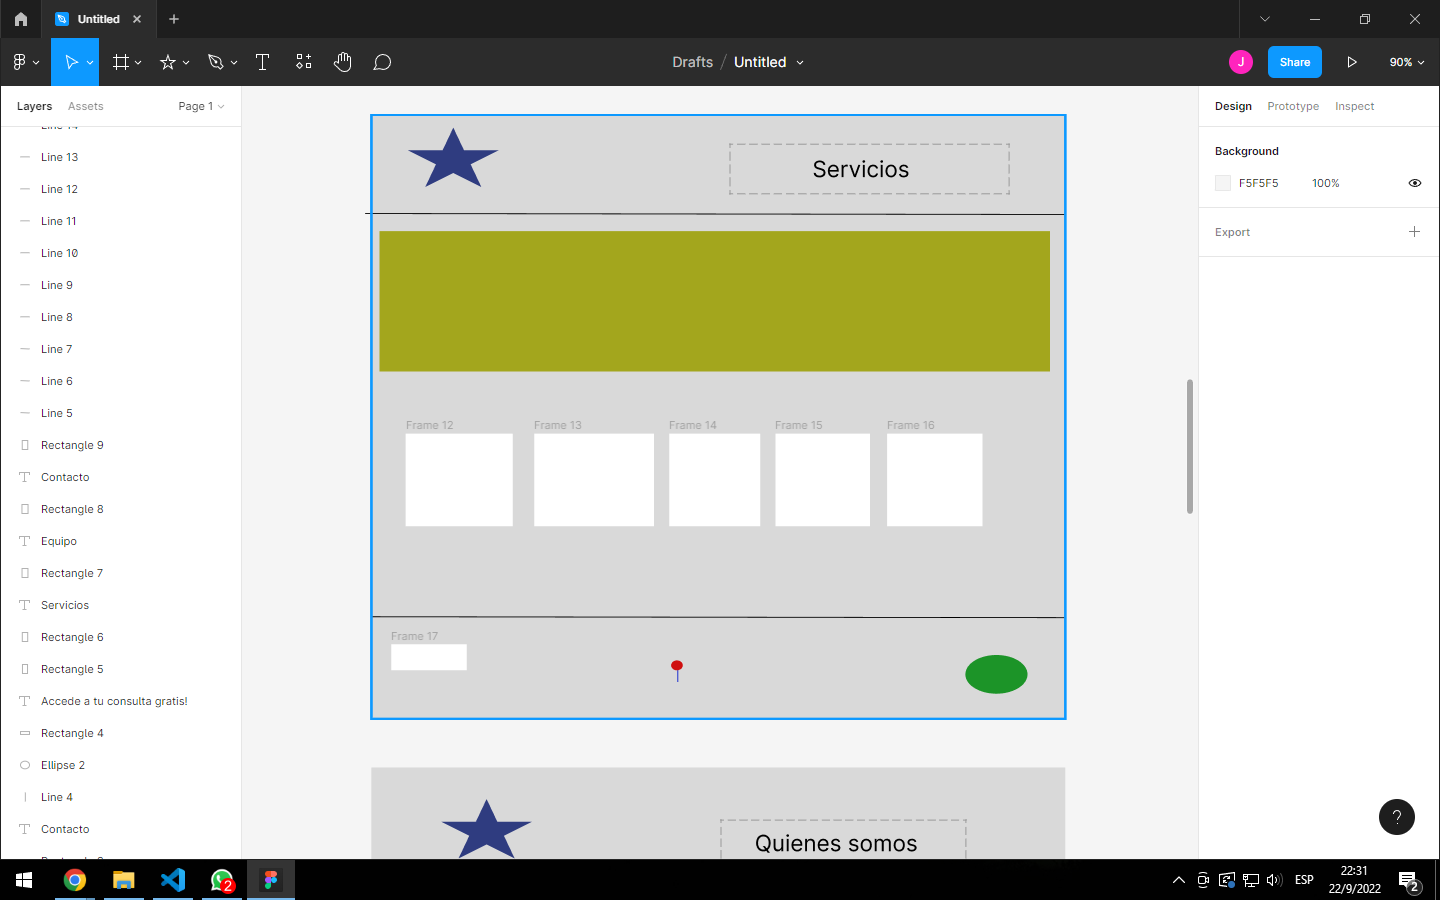 Untitled
Drafts / Untitled
J
Share
90%
Layers
Assets
Page 1
Line 14
Line 13
Line 12
Line 11
Line 10
Line 9
Line 8
Line 7
Line 6
Line 5
Rectangle 9
Contacto
Rectangle 8
Equipo
Rectangle 7
Servicios
Rectangle 6
Rectangle 5
Accede a tu consulta gratis!
Rectangle 4
Ellipse 2
Line 4
Contacto
Servicios
Frame 12
Frame 13
Frame 14
Frame 15
Frame 16
Frame 17
Quienes somos
Design
Prototype
Inspect
Background
F5F5F5
100%
Export
?
2
ESP
22:31
22/9/2022
2